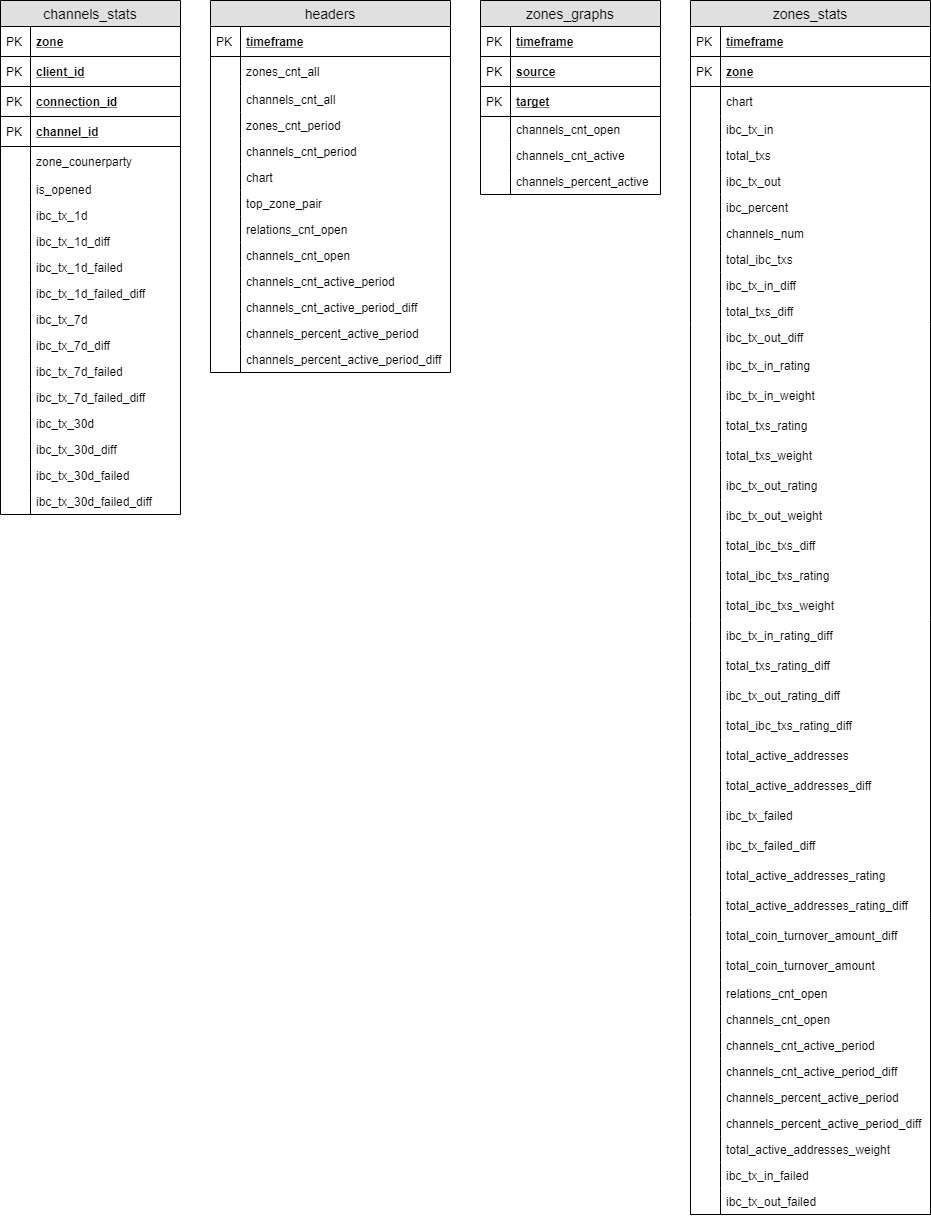 channels_stats
PK zone
PK client_id
PK connection_id
PK channel_id
zone_counerparty
is_opened
ibc_tx_1d
ibc_tx_1d_diff
ibc_tx_1d_failed
ibc_tx_1d_failed_diff
ibc_tx_7d
ibc_tx_7d_diff
ibc_tx_7d_failed
ibc_tx_7d_failed_diff
ibc_tx_30d
ibc_tx_30d_diff
ibc_tx_30d_failed
ibc_tx_30d_failed_diff
headers
PK timeframe
zones_cnt_all
channels_cnt_all
zones_cnt_period
channels_cnt_period
chart
top_zone_pair
relations_cnt_open
channels_cnt_open
channels_cnt_active_period
channels_cnt_active_period_diff
channels_percent_active_period
channels_percent_active_period_diff
zones_graphs
PK timeframe
PK source
PK target
channels_cnt_open
channels_cnt_active
channels_percent_active
zones_stats
PK timeframe
PK zone
chart
ibc_tx_in
total_txs
ibc_tx_out
ibc_percent
channels_num
total_ibc_txs
ibc_tx_in_diff
total_txs_diff
ibc_tx_out_diff
ibc_tx_in_rating
ibc_tx_in_weight
total_txs_rating
total_txs_weight
ibc_tx_out_rating
ibc_tx_out_weight
total_ibc_txs_diff
total_ibc_txs_rating
total_ibc_txs_weight
ibc_tx_in_rating_diff
total_txs_rating_diff
ibc_tx_out_rating_diff
total_ibc_txs_rating_diff
total_active_addresses
total_active_addresses_diff
ibc_tx_failed
ibc_tx_failed_diff
total_active_addresses_rating
total_active_addresses_rating_diff
total_coin_turnover_amount_diff
total_coin_turnover_amount
relations_cnt_open
channels_cnt_open
channels_cnt_active_period
channels_cnt_active_period_diff
channels_percent_active_period
channels_percent_active_period_diff
total_active_addresses_weight
ibc_tx_in_failed
ibc_tx_out_failed